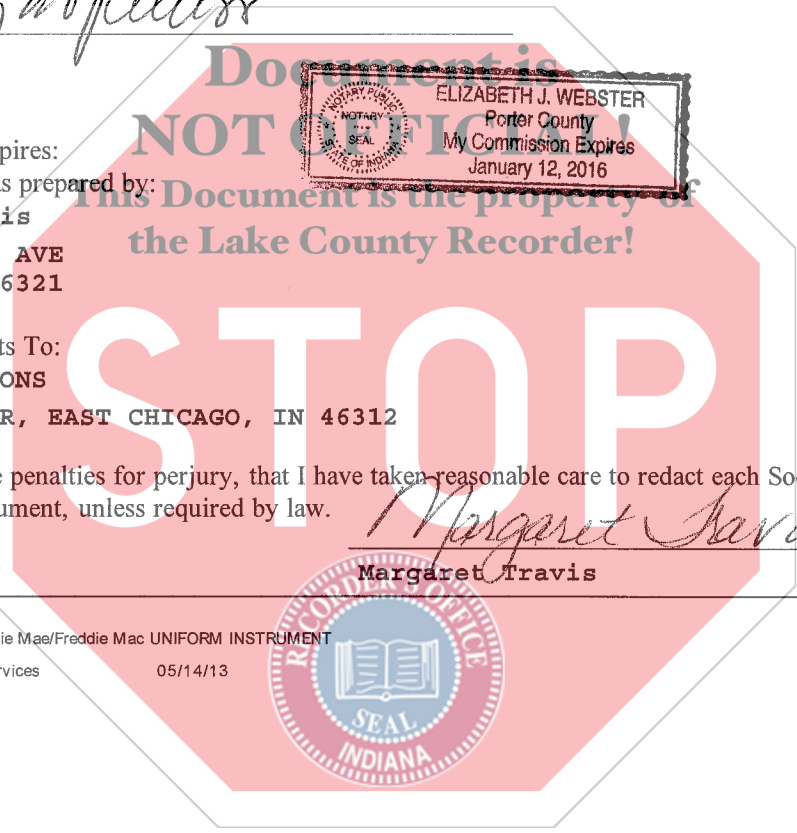 Document is
NOT OFFICIAL!
This Document is the property of
the Lake County Recorder!
NOTARY PUBLIC
NOTARY
SEAL
STATE OF INDIANA
ELIZABETH J. WEBSTER
Porter County
My Commission Expires
January 12, 2016
pires:
s prepared by:
is
AVE
6321
STOP
ts To:
ONS
R, EAST CHICAGO, IN 46312
e penalties for perjury, that I have taken reasonable care to redact each So
ument, unless required by law.
Margaret Trav
Margaret Travis
ie Mae/Freddie Mac UNIFORM INSTRUMENT
rvices 05/14/13
RECORDER'S OFFICE
SEAL
INDIANA